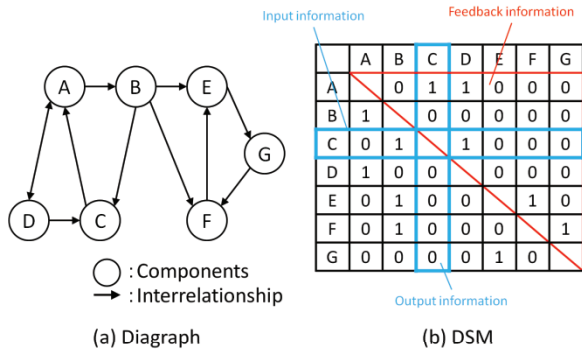 Input information
Feedback information
A B C D E F G
A 0 1 1 0 0 0
B 1 0 0 0 0 0
C 0 1 1 0 0 0
D 1 0 0 0 0 0
E 0 1 0 0 1 0
F 0 1 0 0 0 1
G 0 0 0 0 1 0
Output information
A B E
G
D C F
: Components
: Interrelationship
(a) Diagraph
(b) DSM